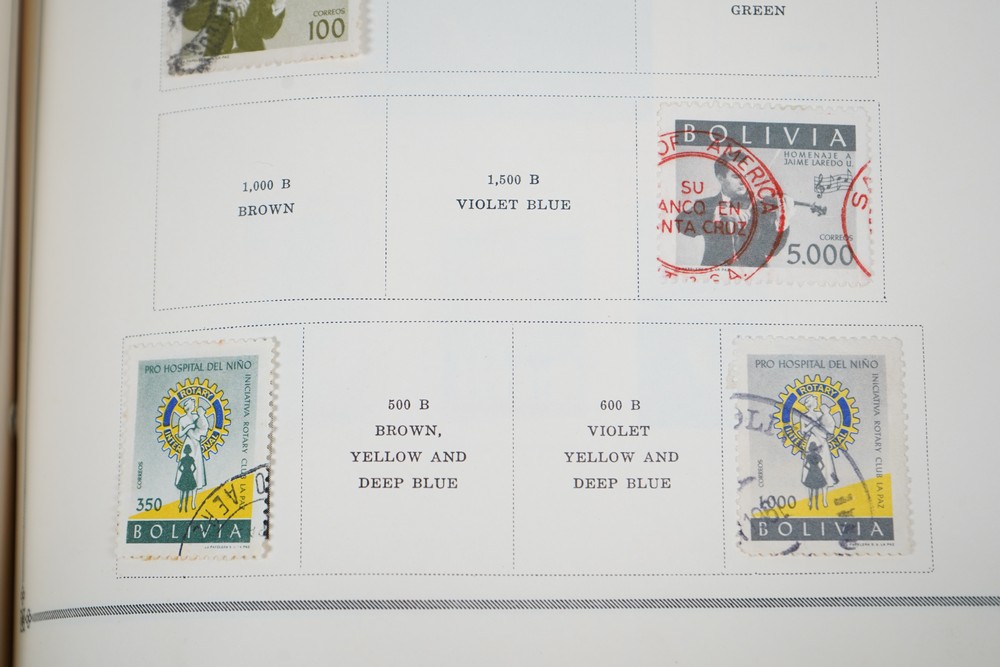 CORREOS
100
GREEN
1,000 B
BROWN
1,500 B
VIOLET BLUE
BOLIVIA
HOMENAJE A
JAIME LAREDO U.
CORREOS
5.000
OF AMERICA
SU
ANCO EN
NTA CRUZ
S.A.
PRO HOSPITAL DEL NIÑO
INICIATIVA ROTARY CLUB LA PAZ
ROTARY
INTERNATIONAL
CORREOS
350
BOLIVIA
AER
500 B
BROWN,
YELLOW AND
DEEP BLUE
600 B
VIOLET
YELLOW AND
DEEP BLUE
PRO HOSPITAL DEL NIÑO
INICIATIVA ROTARY CLUB LA PAZ
ROTARY
INTERNATIONAL
CORREOS
1000
BOLIVIA